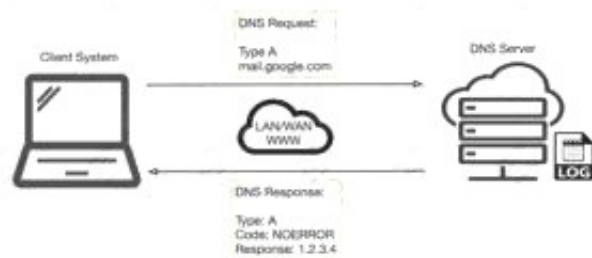 DNS Request:
Type A
mail.google.com
Client System
DNS Server
LAN/WAN
WWW
LOG
DNS Response:
Type: A
Code: NOERROR
Response: 1.2.3.4